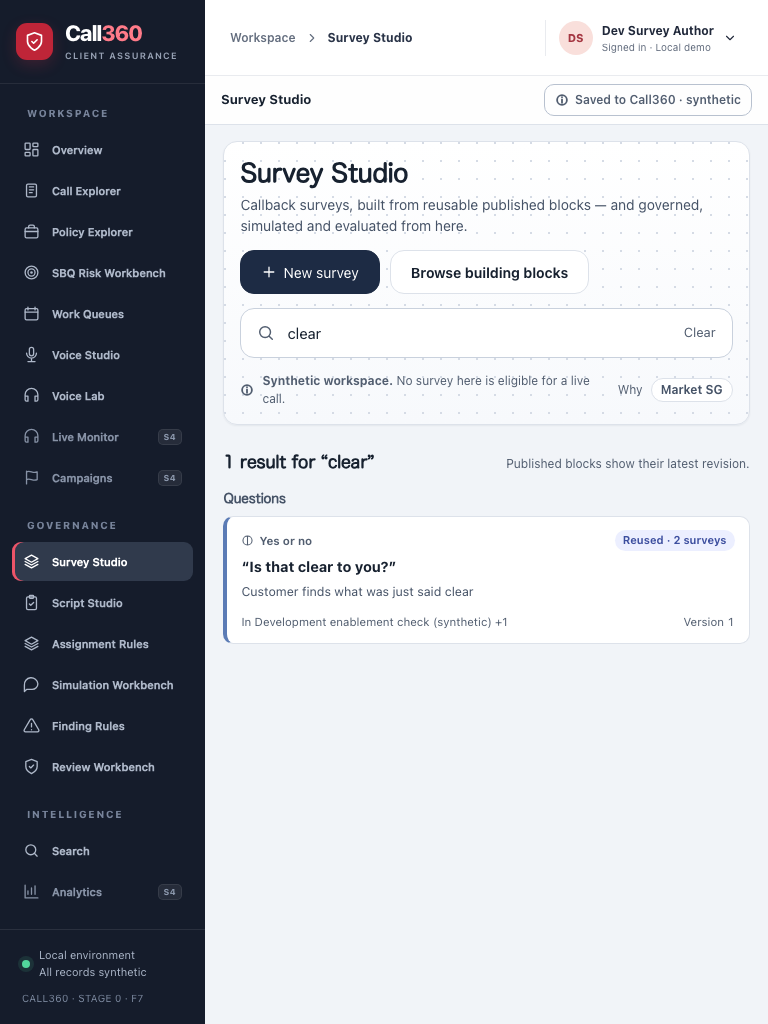 Call360
CLIENT ASSURANCE
WORKSPACE
Overview
Call Explorer
Policy Explorer
SBQ Risk Workbench
Work Queues
Voice Studio
Voice Lab
Live Monitor S4
Campaigns S4
GOVERNANCE
Survey Studio
Script Studio
Assignment Rules
Simulation Workbench
Finding Rules
Review Workbench
INTELLIGENCE
Search
Analytics S4
Local environment
All records synthetic
CALL360 · STAGE 0 · F7
Workspace > Survey Studio
DS
Dev Survey Author
Signed in · Local demo
Survey Studio
Saved to Call360 · synthetic
Survey Studio
Callback surveys, built from reusable published blocks — and governed,
simulated and evaluated from here.
+ New survey
Browse building blocks
clear
Clear
Synthetic workspace. No survey here is eligible for a live
call.
Why
Market SG
1 result for “clear”
Published blocks show their latest revision.
Questions
Yes or no
Reused · 2 surveys
“Is that clear to you?”
Customer finds what was just said clear
In Development enablement check (synthetic) +1
Version 1